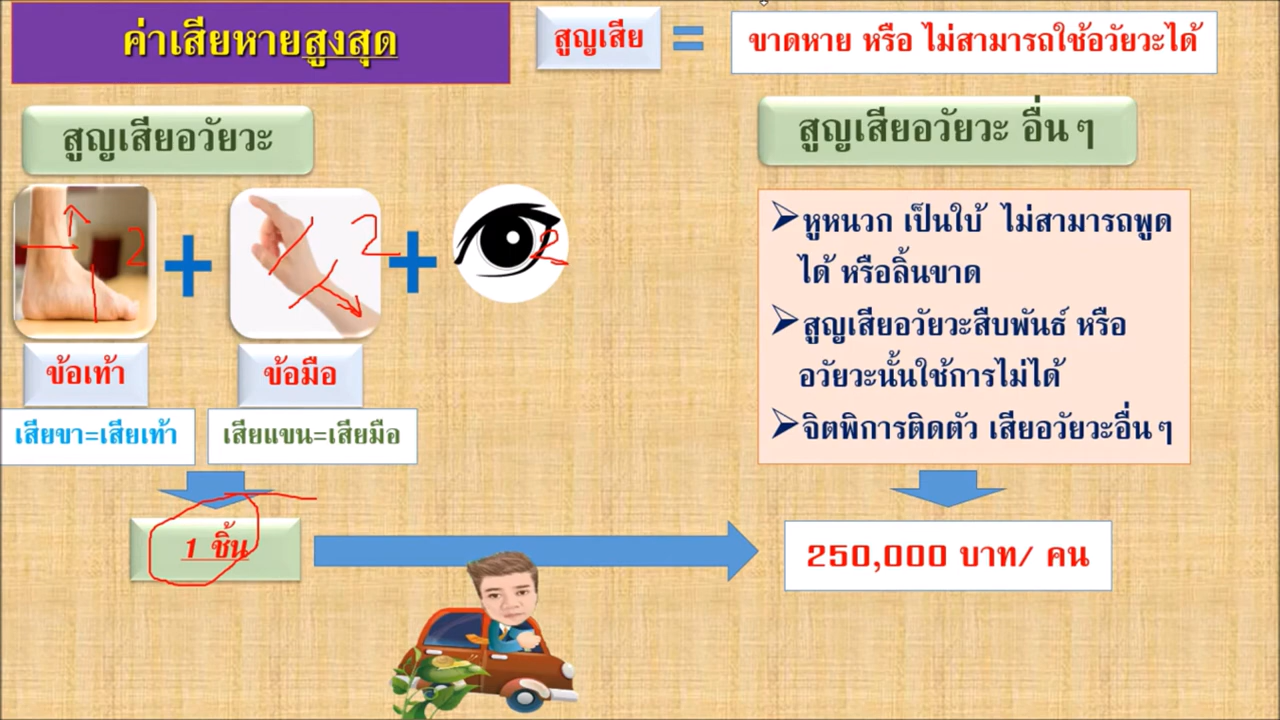 ค่าเสียหายสูงสุด
สูญเสีย
=
ขาดหาย หรือ ไม่สามารถใช้อวัยวะได้
สูญเสียอวัยวะ
สูญเสียอวัยวะ อื่นๆ
2
+
2
+
2
ข้อเท้า
ข้อมือ
เสียขา=เสียเท้า
เสียแขน=เสียมือ
1 ชิ้น
หูหนวก เป็นใบ้ ไม่สามารถพูด
ได้ หรือลิ้นขาด
สูญเสียอวัยวะสืบพันธ์ หรือ
อวัยวะนั้นใช้การไม่ได้
จิตพิการติดตัว เสียอวัยวะอื่นๆ
250,000 บาท/ คน